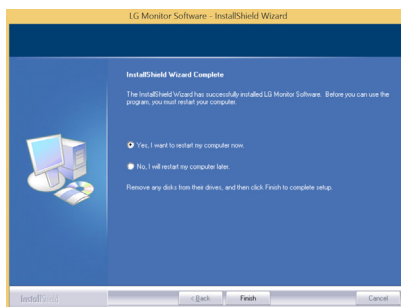 LG Monitor Software - InstallShield Wizard
InstallShield Wizard Complete
The InstallShield Wizard has successfully installed LG Monitor Software. Before you can use the
program, you must restart your computer.
Yes, I want to restart my computer now.
No, I will restart my computer later.
Remove any disks from their drives, and then click Finish to complete setup.
InstallShield
< Back
Finish
Cancel